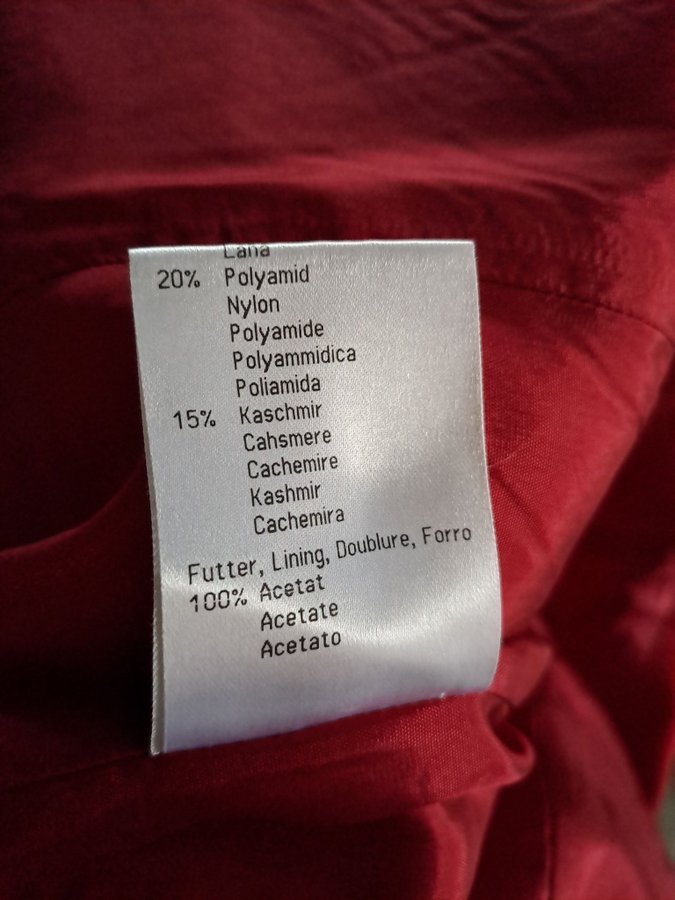 Lana
20% Polyamid
Nylon
Polyamide
Polyammidica
Poliamida
15% Kaschmir
Cahsmere
Cachemire
Kashmir
Cachemira
Futter, Lining, Doublure, Forro
100% Acetat
Acetate
Acetato